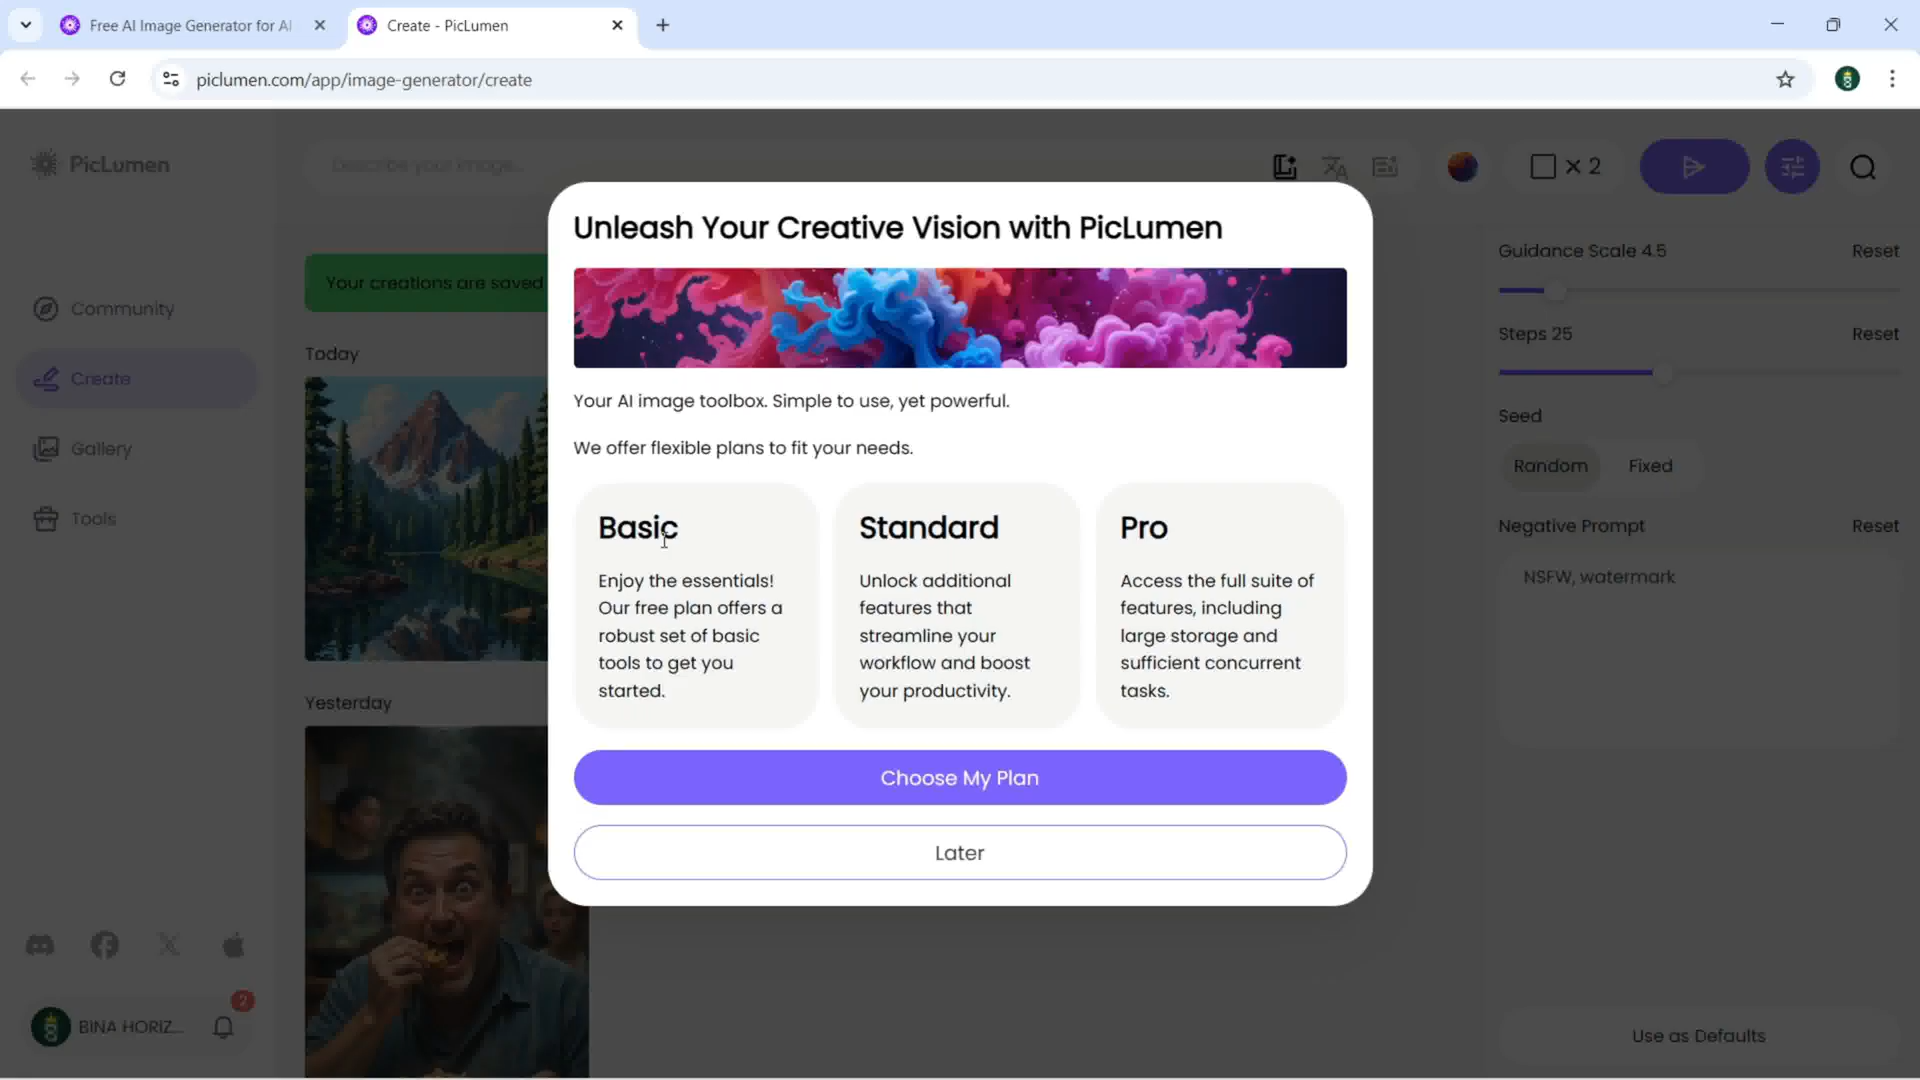 Free AI Image Generator for AI
Create - PicLumen
piclumen.com/app/image-generator/create
PicLumen
Describe your image...
× 2
Unleash Your Creative Vision with PicLumen
Guidance Scale 4.5
Reset
Your creations are saved
Community
Steps 25
Reset
Today
Create
Your AI image toolbox. Simple to use, yet powerful.
Seed
Gallery
We offer flexible plans to fit your needs.
Random
Fixed
Tools
Basic
Enjoy the essentials!
Our free plan offers a
robust set of basic
tools to get you
started.
Standard
Unlock additional
features that
streamline your
workflow and boost
your productivity.
Pro
Access the full suite of
features, including
large storage and
sufficient concurrent
tasks.
Negative Prompt
Reset
NSFW, watermark
Yesterday
Choose My Plan
Later
2
BINA HORIZ...
Use as Defaults